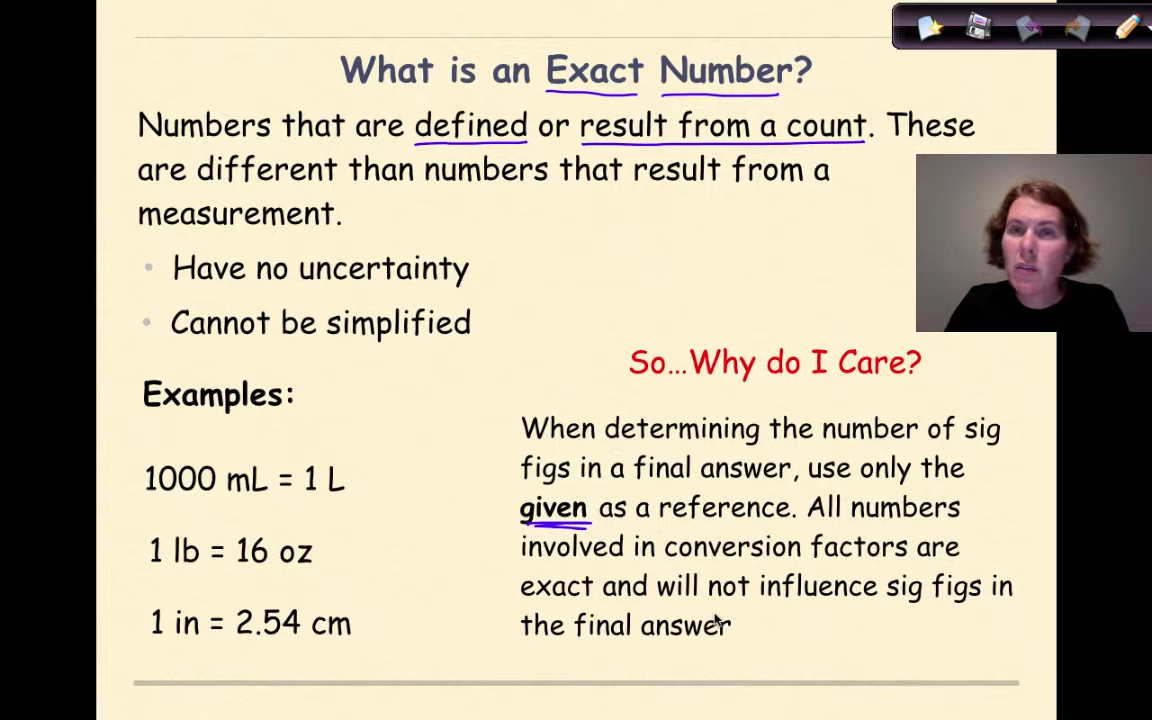 What is an Exact Number?
Numbers that are defined or result from a count. These
are different than numbers that result from a
measurement.
• Have no uncertainty
• Cannot be simplified
Examples:
1000 mL = 1 L
1 lb = 16 oz
1 in = 2.54 cm
So...Why do I Care?
When determining the number of sig
figs in a final answer, use only the
given as a reference. All numbers
involved in conversion factors are
exact and will not influence sig figs in
the final answer